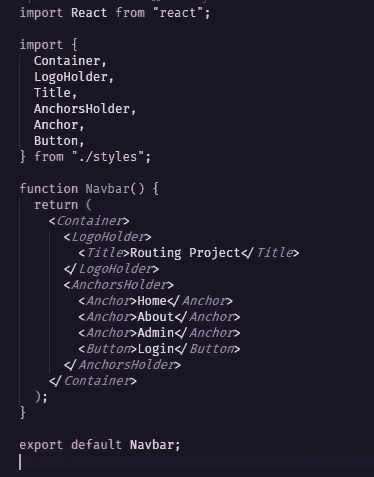 import React from "react";
import {
Container,
LogoHolder,
Title,
AnchorsHolder,
Anchor,
Button,
} from "./styles";
function Navbar() {
return (
<Container>
<LogoHolder>
<Title>Routing Project</Title>
</LogoHolder>
<AnchorsHolder>
<Anchor>Home</Anchor>
<Anchor>About</Anchor>
<Anchor>Admin</Anchor>
<Button>Login</Button>
</AnchorsHolder>
</Container>
);
}
export default Navbar;